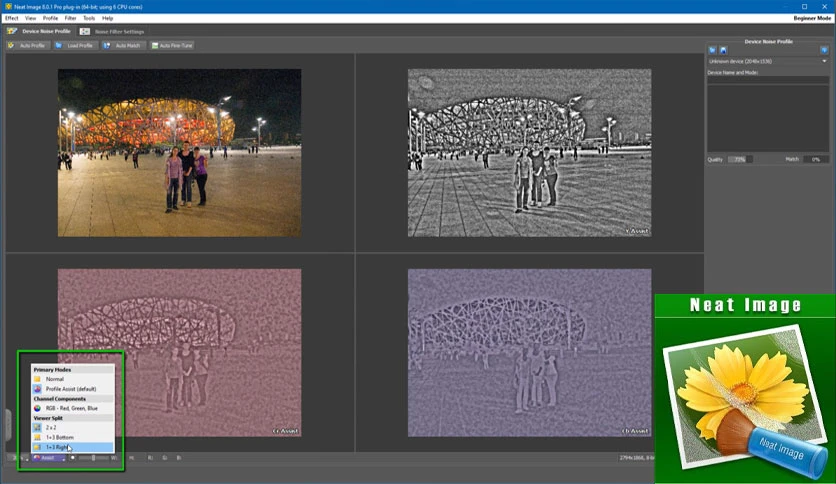 Neat Image 8.0.1 Pro plug-in (64-bit; using 6 CPU cores)
Effect View Profile Filter Tools Help
Beginner Mode
Device Noise Profile Noise Filter Settings
Auto Profile Load Profile Auto Match Auto Fine-Tune
Device Noise Profile
Unknown device (2048x1536)
Device Name and Mode:
Quality 73% Match 0%
Y Assist
Cr Assist
Cb Assist
Primary Modes
Normal
Profile Assist (default)
Channel Components
RGB - Red, Green, Blue
Viewer Split
2 x 2
1+3 Bottom
1+3 Right
Assist
R: G: B:
Neat Image
Neat Image